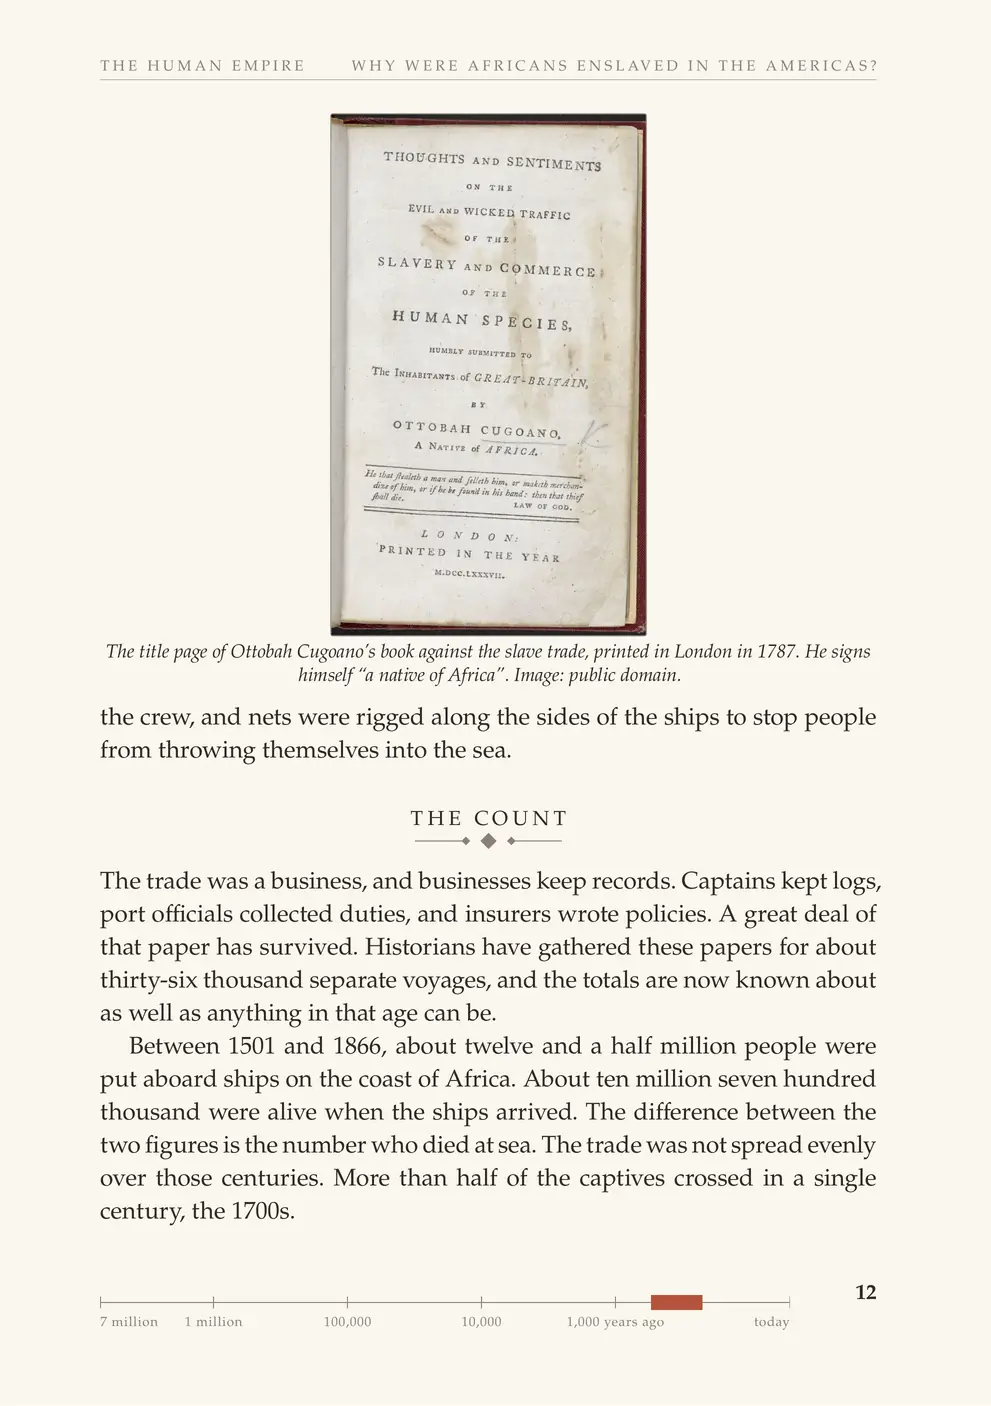 THE HUMAN EMPIRE WHY WERE AFRICANS ENSLAVED IN THE AMERICAS?
THOUGHTS AND SENTIMENTS
ON THE
EVIL AND WICKED TRAFFIC
OF THE
SLAVERY AND COMMERCE
OF THE
HUMAN SPECIES,
HUMBLY SUBMITTED TO
The INHABITANTS of GREAT-BRITAIN,
BY
OTTOBAH CUGOANO,
A NATIVE of AFRICA.
He that ſtealeth a man and ſelleth him, or maketh merchan-
dize of him, or if he be found in his hand: then that thief
ſhall die.
LAW OF GOD.
LONDON:
PRINTED IN THE YEAR
M.DCC.LXXXVII.
The title page of Ottobah Cugoano’s book against the slave trade, printed in London in 1787. He signs
himself “a native of Africa”. Image: public domain.
the crew, and nets were rigged along the sides of the ships to stop people
from throwing themselves into the sea.
THE COUNT
The trade was a business, and businesses keep records. Captains kept logs,
port officials collected duties, and insurers wrote policies. A great deal of
that paper has survived. Historians have gathered these papers for about
thirty-six thousand separate voyages, and the totals are now known about
as well as anything in that age can be.
Between 1501 and 1866, about twelve and a half million people were
put aboard ships on the coast of Africa. About ten million seven hundred
thousand were alive when the ships arrived. The difference between the
two figures is the number who died at sea. The trade was not spread evenly
over those centuries. More than half of the captives crossed in a single
century, the 1700s.
12
7 million 1 million 100,000 10,000 1,000 years ago today